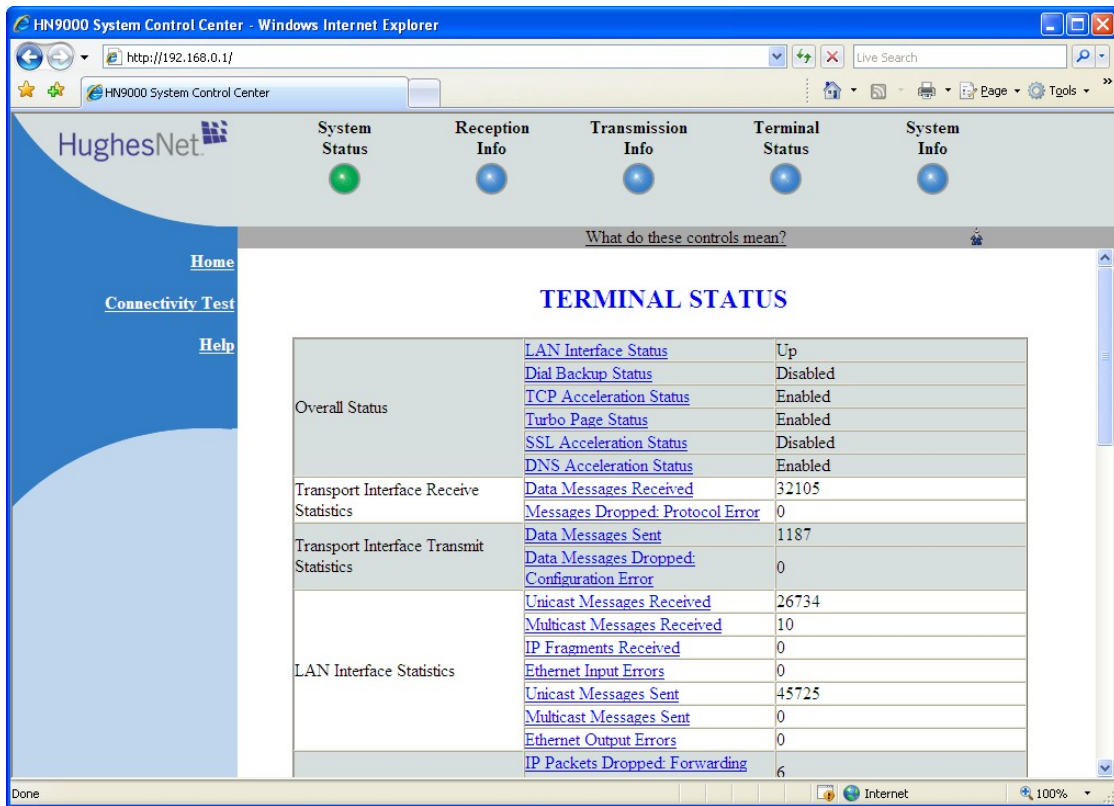 HN9000 System Control Center - Windows Internet Explorer
http://192.168.0.1/
Live Search
HN9000 System Control Center
Page
Tools
»
HughesNet
System Status
Reception Info
Transmission Info
Terminal Status
System Info
What do these controls mean?
Home
Connectivity Test
Help
TERMINAL STATUS
Overall Status
LAN Interface Status Up
Dial Backup Status Disabled
TCP Acceleration Status Enabled
Turbo Page Status Enabled
SSL Acceleration Status Disabled
DNS Acceleration Status Enabled
Transport Interface Receive Statistics
Data Messages Received 32105
Messages Dropped: Protocol Error 0
Transport Interface Transmit Statistics
Data Messages Sent 1187
Data Messages Dropped: Configuration Error 0
LAN Interface Statistics
Unicast Messages Received 26734
Multicast Messages Received 10
IP Fragments Received 0
Ethernet Input Errors 0
Unicast Messages Sent 45725
Multicast Messages Sent 0
Ethernet Output Errors 0
IP Packets Dropped: Forwarding 6
Done
Internet
100%